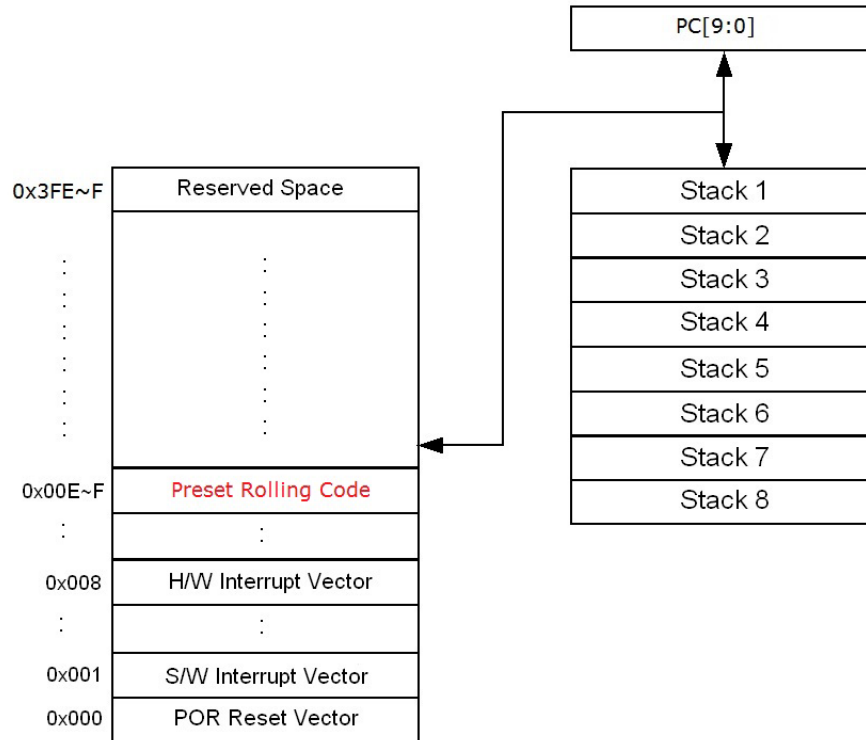 PC[9:0]
0x3FE~F Reserved Space
0x00E~F Preset Rolling Code
0x008 H/W Interrupt Vector
0x001 S/W Interrupt Vector
0x000 POR Reset Vector
Stack 1
Stack 2
Stack 3
Stack 4
Stack 5
Stack 6
Stack 7
Stack 8